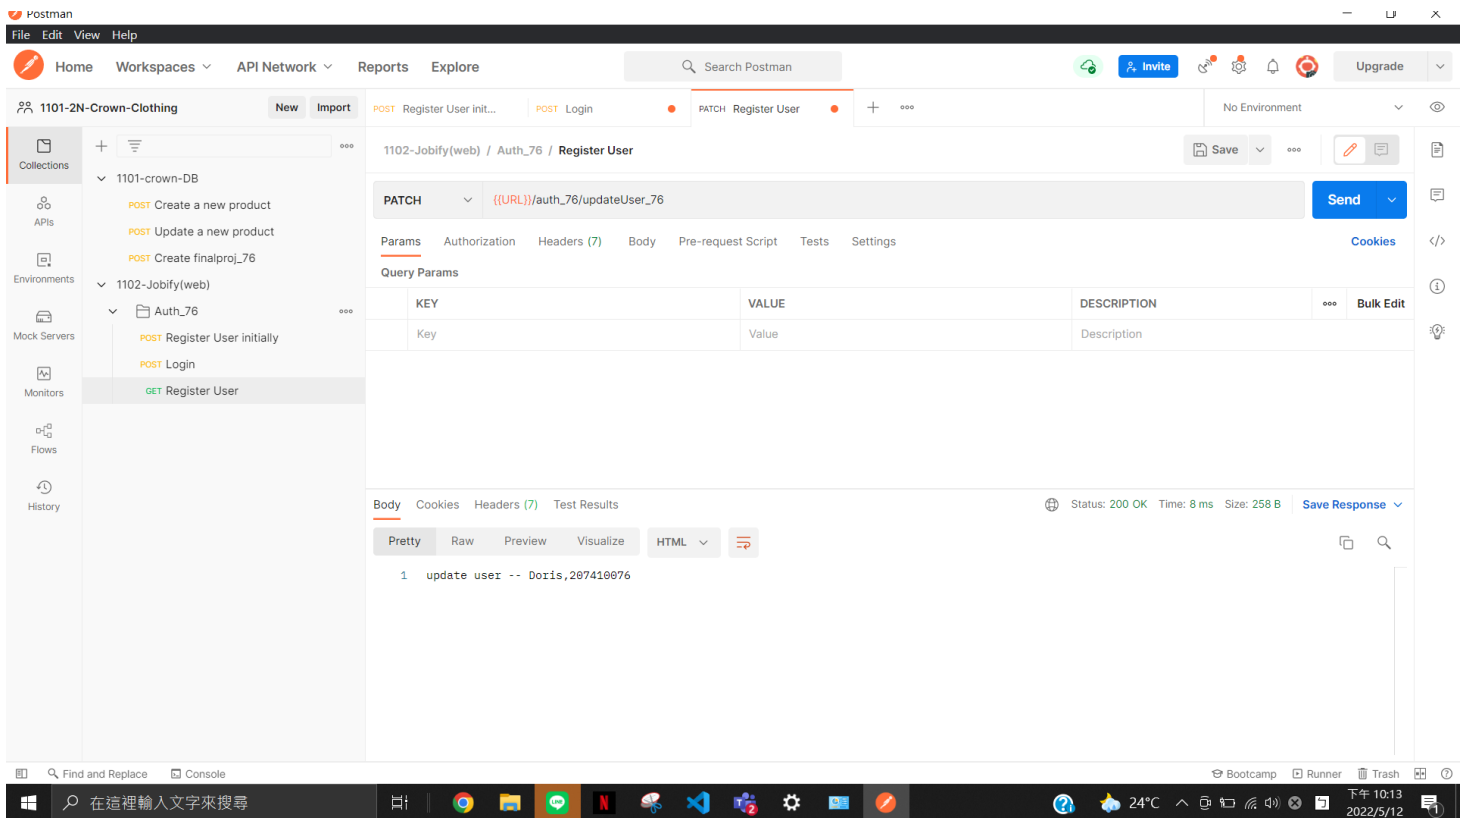 Postman
File Edit View Help
Home Workspaces API Network Reports Explore Search Postman Invite Upgrade
1101-2N-Crown-Clothing New Import POST Register User init... POST Login PATCH Register User No Environment
Collections
APIs
Environments
Mock Servers
Monitors
Flows
History
1101-crown-DB
POST Create a new product
POST Update a new product
POST Create finalproj_76
1102-Jobify(web)
Auth_76
POST Register User initially
POST Login
GET Register User
1102-Jobify(web) / Auth_76 / Register User Save
PATCH {{URL}}/auth_76/updateUser_76 Send
Params Authorization Headers (7) Body Pre-request Script Tests Settings Cookies
Query Params
KEY VALUE DESCRIPTION Bulk Edit
Key Value Description
Body Cookies Headers (7) Test Results Status: 200 OK Time: 8 ms Size: 258 B Save Response
Pretty Raw Preview Visualize HTML
1 update user -- Doris,207410076
Find and Replace Console Bootcamp Runner Trash
在這裡輸入文字來搜尋 24°C 下午 10:13
2022/5/12